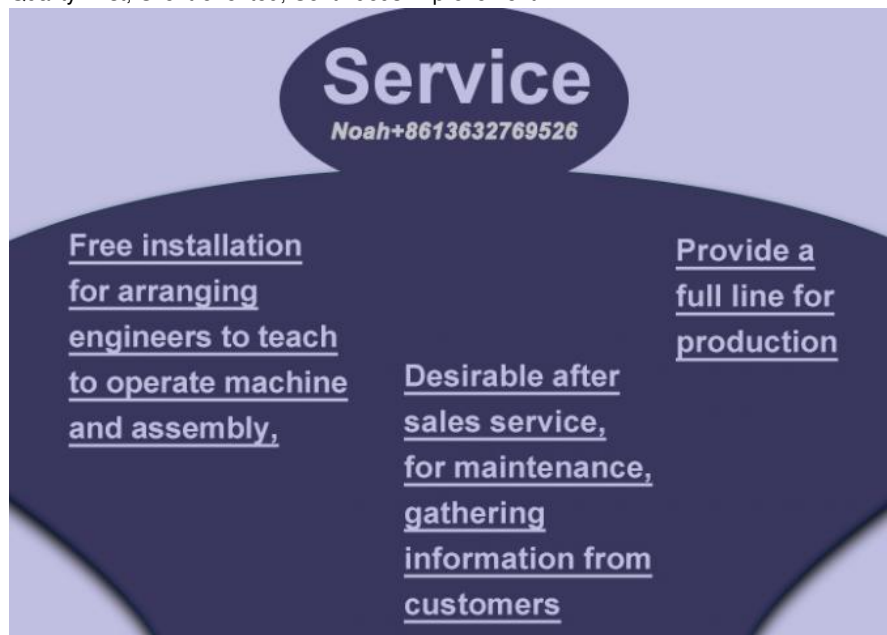 Service
Noah+8613632769526
Free installation
for arranging
engineers to teach
to operate machine
and assembly,
Desirable after
sales service,
for maintenance,
gathering
information from
customers
Provide a
full line for
production